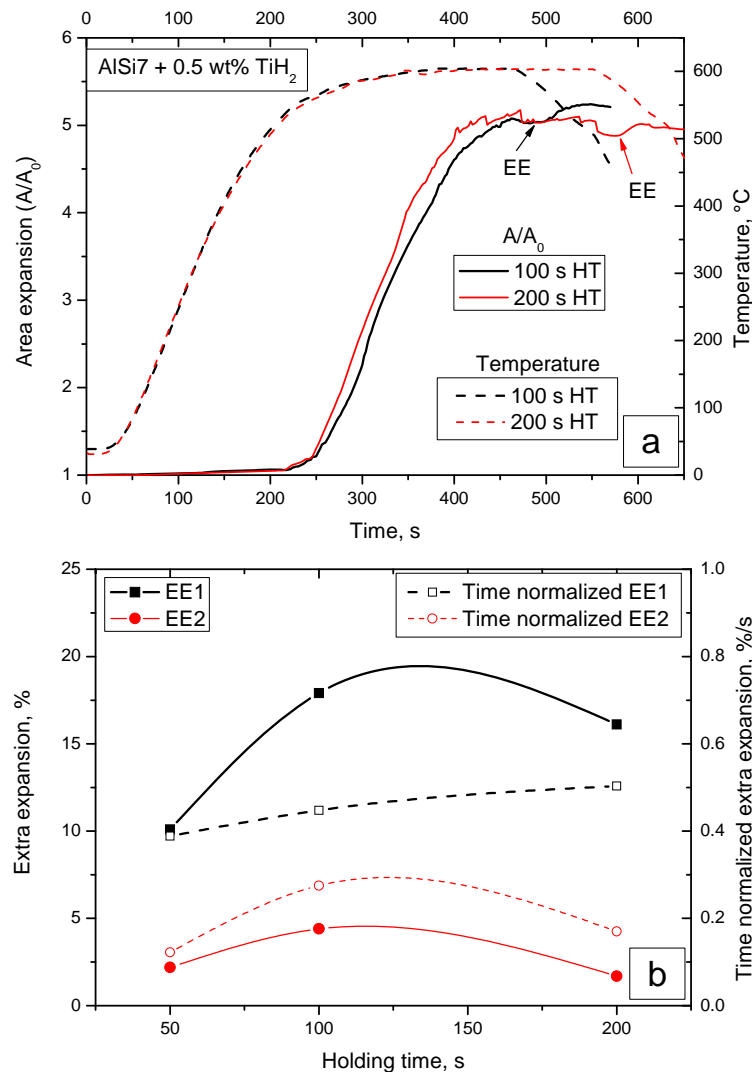 0 100 200 300 400 500 600
6
5
4
3
2
1
Area expansion (A/A0)
AlSi7 + 0.5 wt% TiH2
EE
EE
A/A0
100 s HT
200 s HT
Temperature
100 s HT
200 s HT
a
600
500
400
300
200
100
0
Temperature, °C
0 100 200 300 400 500 600
Time, s
25
20
15
10
5
0
Extra expansion, %
EE1
EE2
Time normalized EE1
Time normalized EE2
b
1.0
0.8
0.6
0.4
0.2
0.0
Time normalized extra expansion, %/s
50 100 150 200
Holding time, s